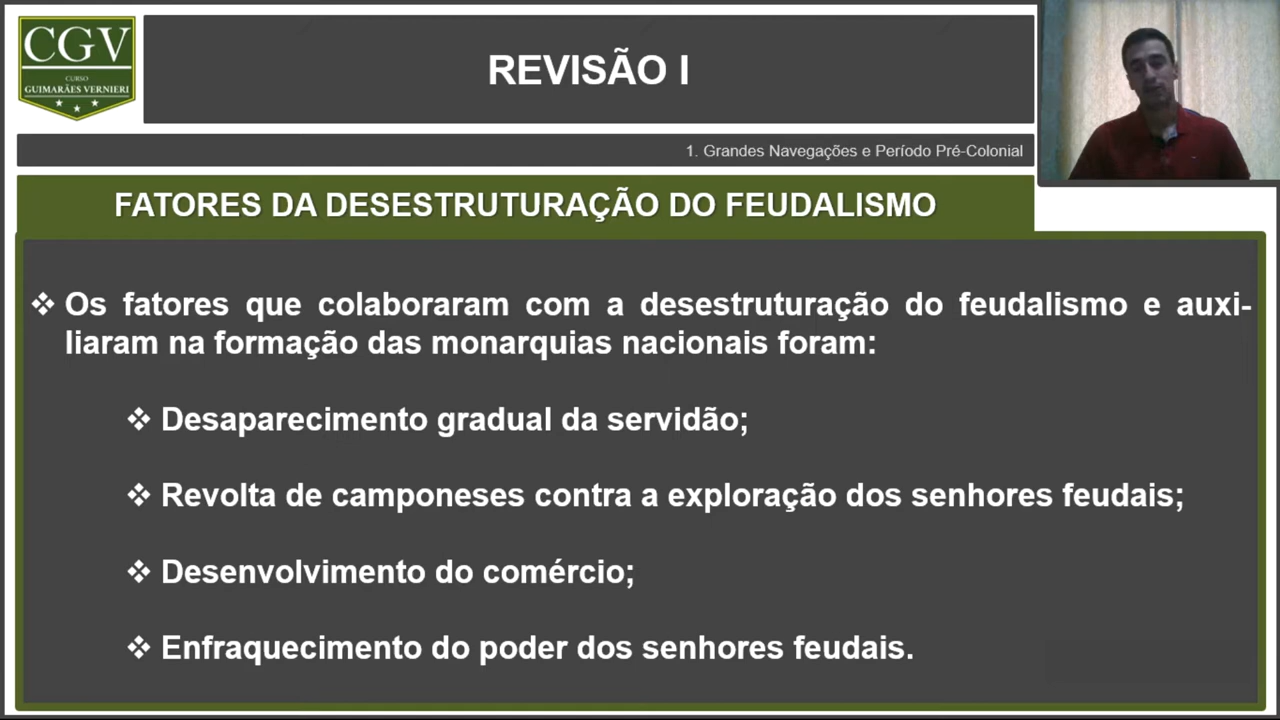 CGV
CURSO
GUIMARÃES VERNIERI
REVISÃO I
1. Grandes Navegações e Período Pré-Colonial
FATORES DA DESESTRUTURAÇÃO DO FEUDALISMO
❖ Os fatores que colaboraram com a desestruturação do feudalismo e auxi-
liaram na formação das monarquias nacionais foram:
❖ Desaparecimento gradual da servidão;
❖ Revolta de camponeses contra a exploração dos senhores feudais;
❖ Desenvolvimento do comércio;
❖ Enfraquecimento do poder dos senhores feudais.